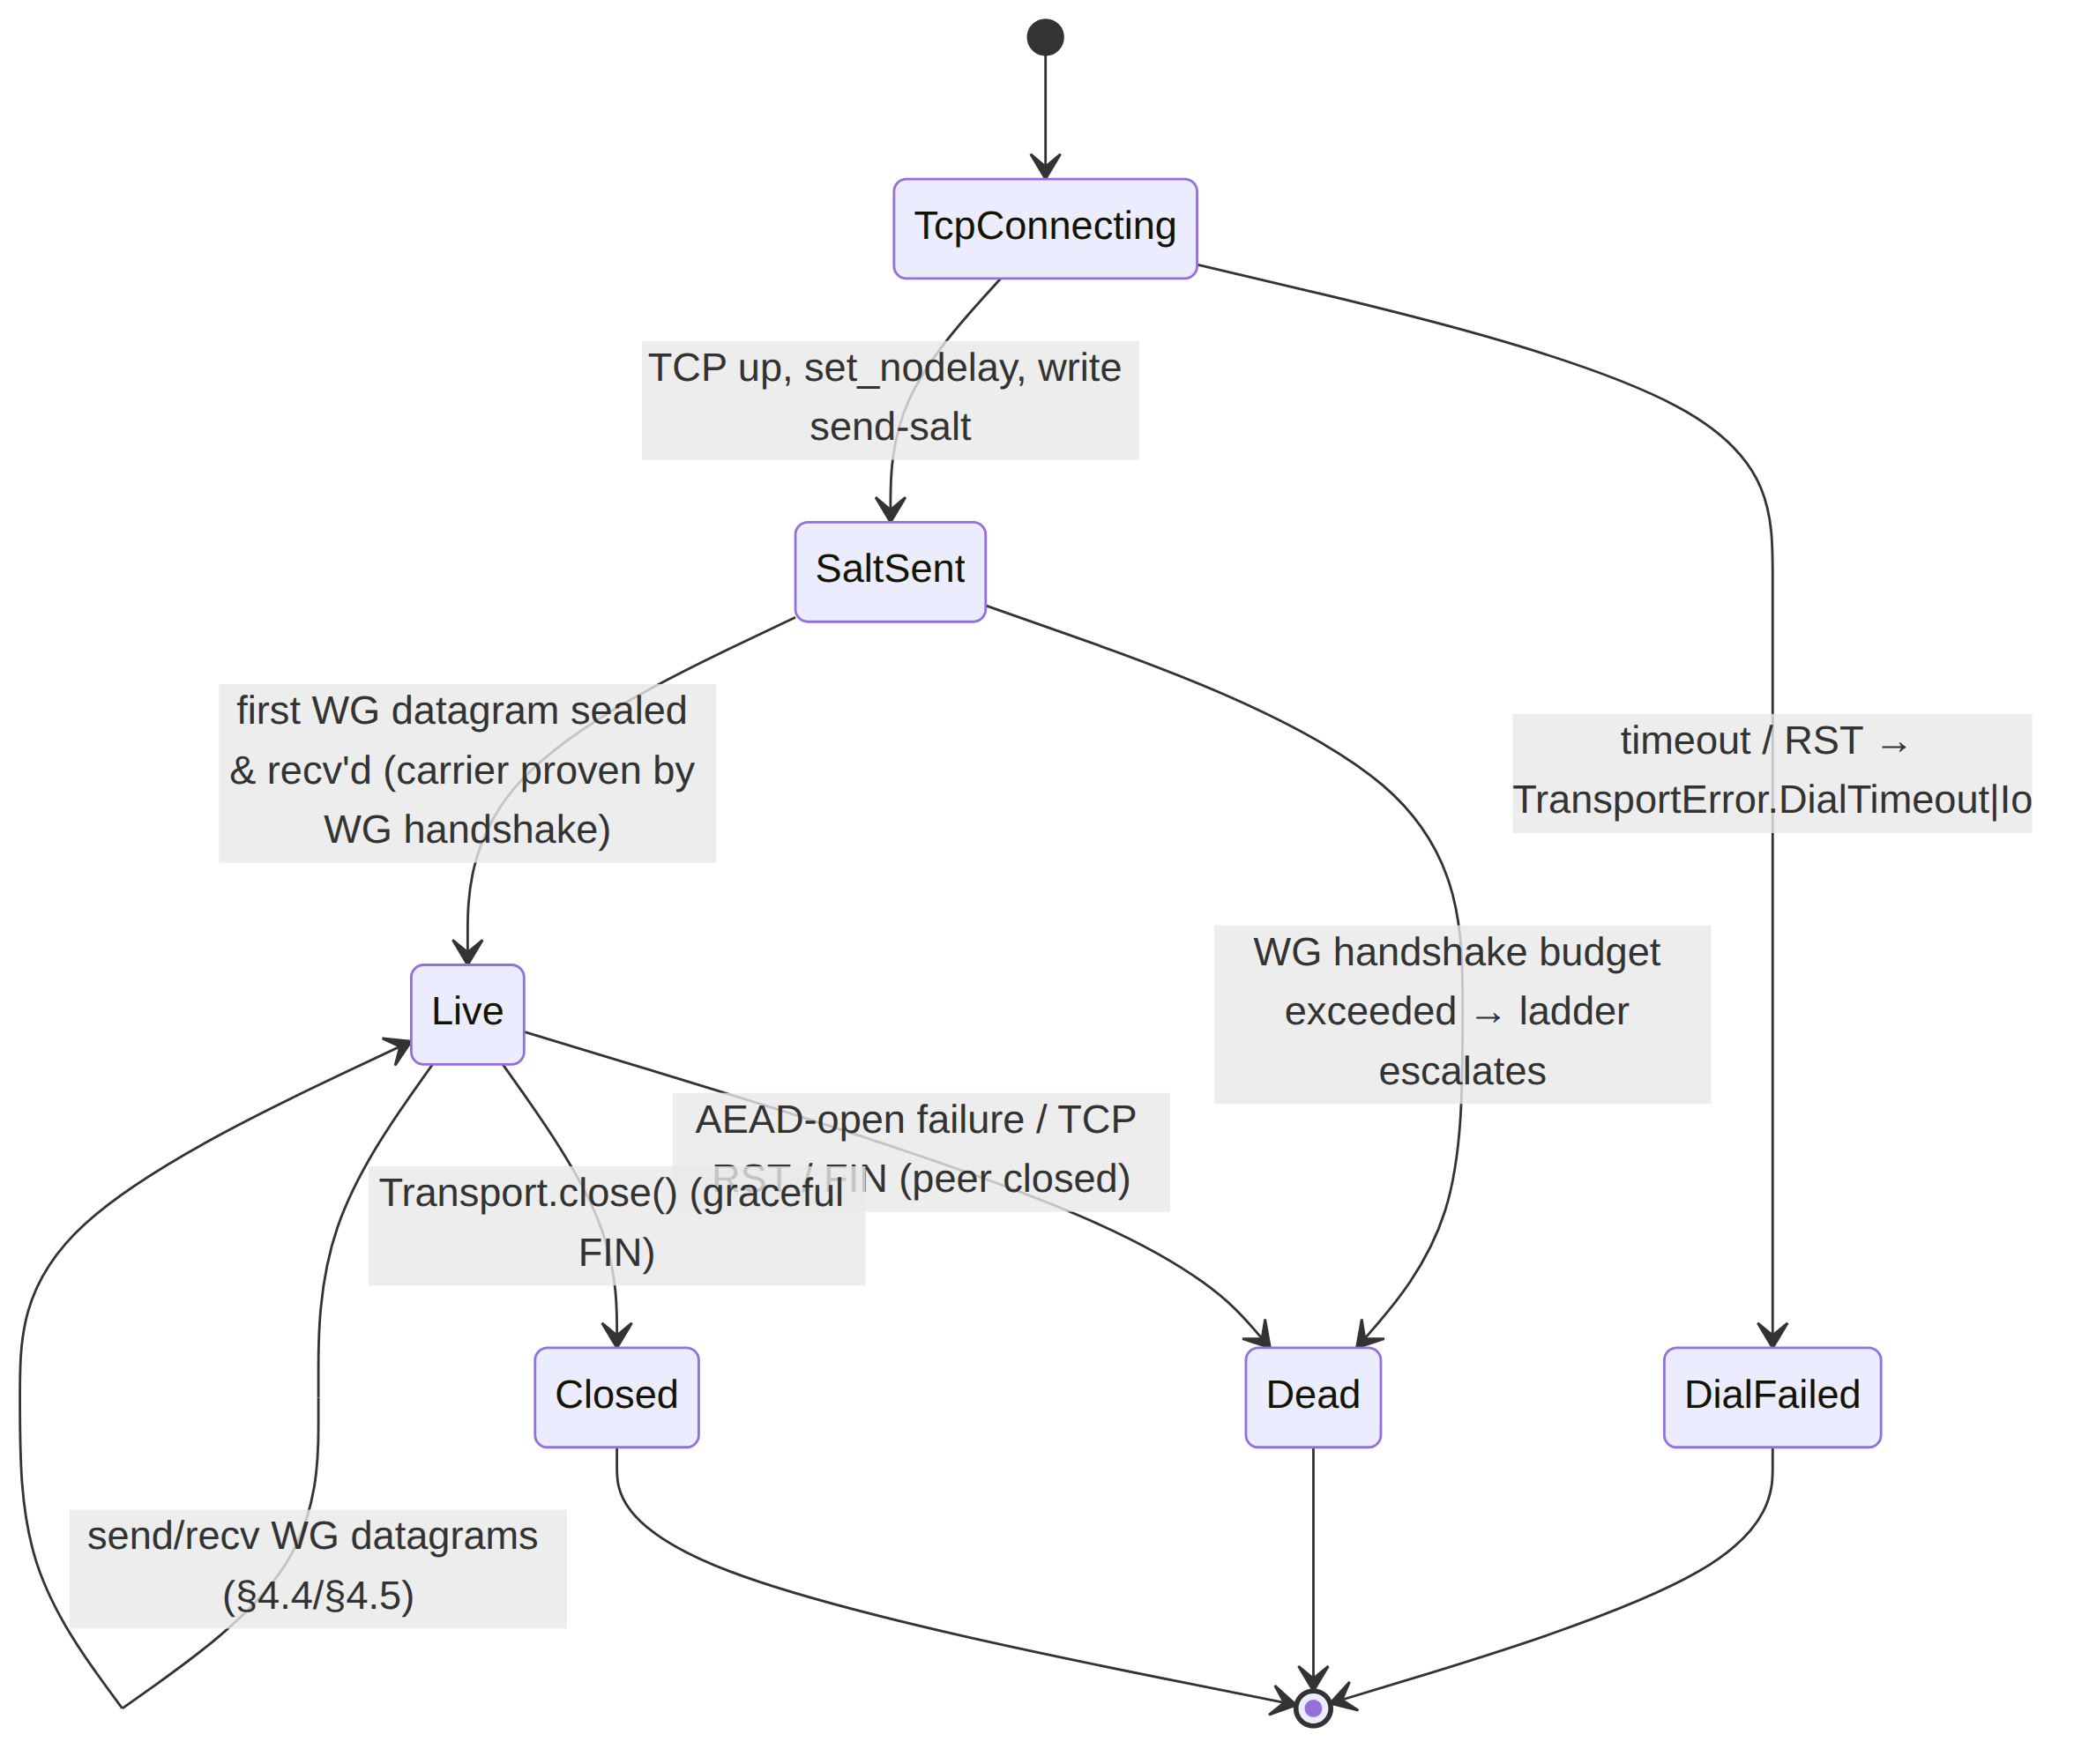 TcpConnecting
TCP up, set_nodelay, write
send-salt
SaltSent
first WG datagram sealed
& recv'd (carrier proven by
WG handshake)
timeout / RST →
TransportError.DialTimeout|Io
WG handshake budget
exceeded → ladder
escalates
Live
AEAD-open failure / TCP
RST / FIN (peer closed)
Transport.close() (graceful
FIN)
Closed
Dead
DialFailed
send/recv WG datagrams
(§4.4/§4.5)